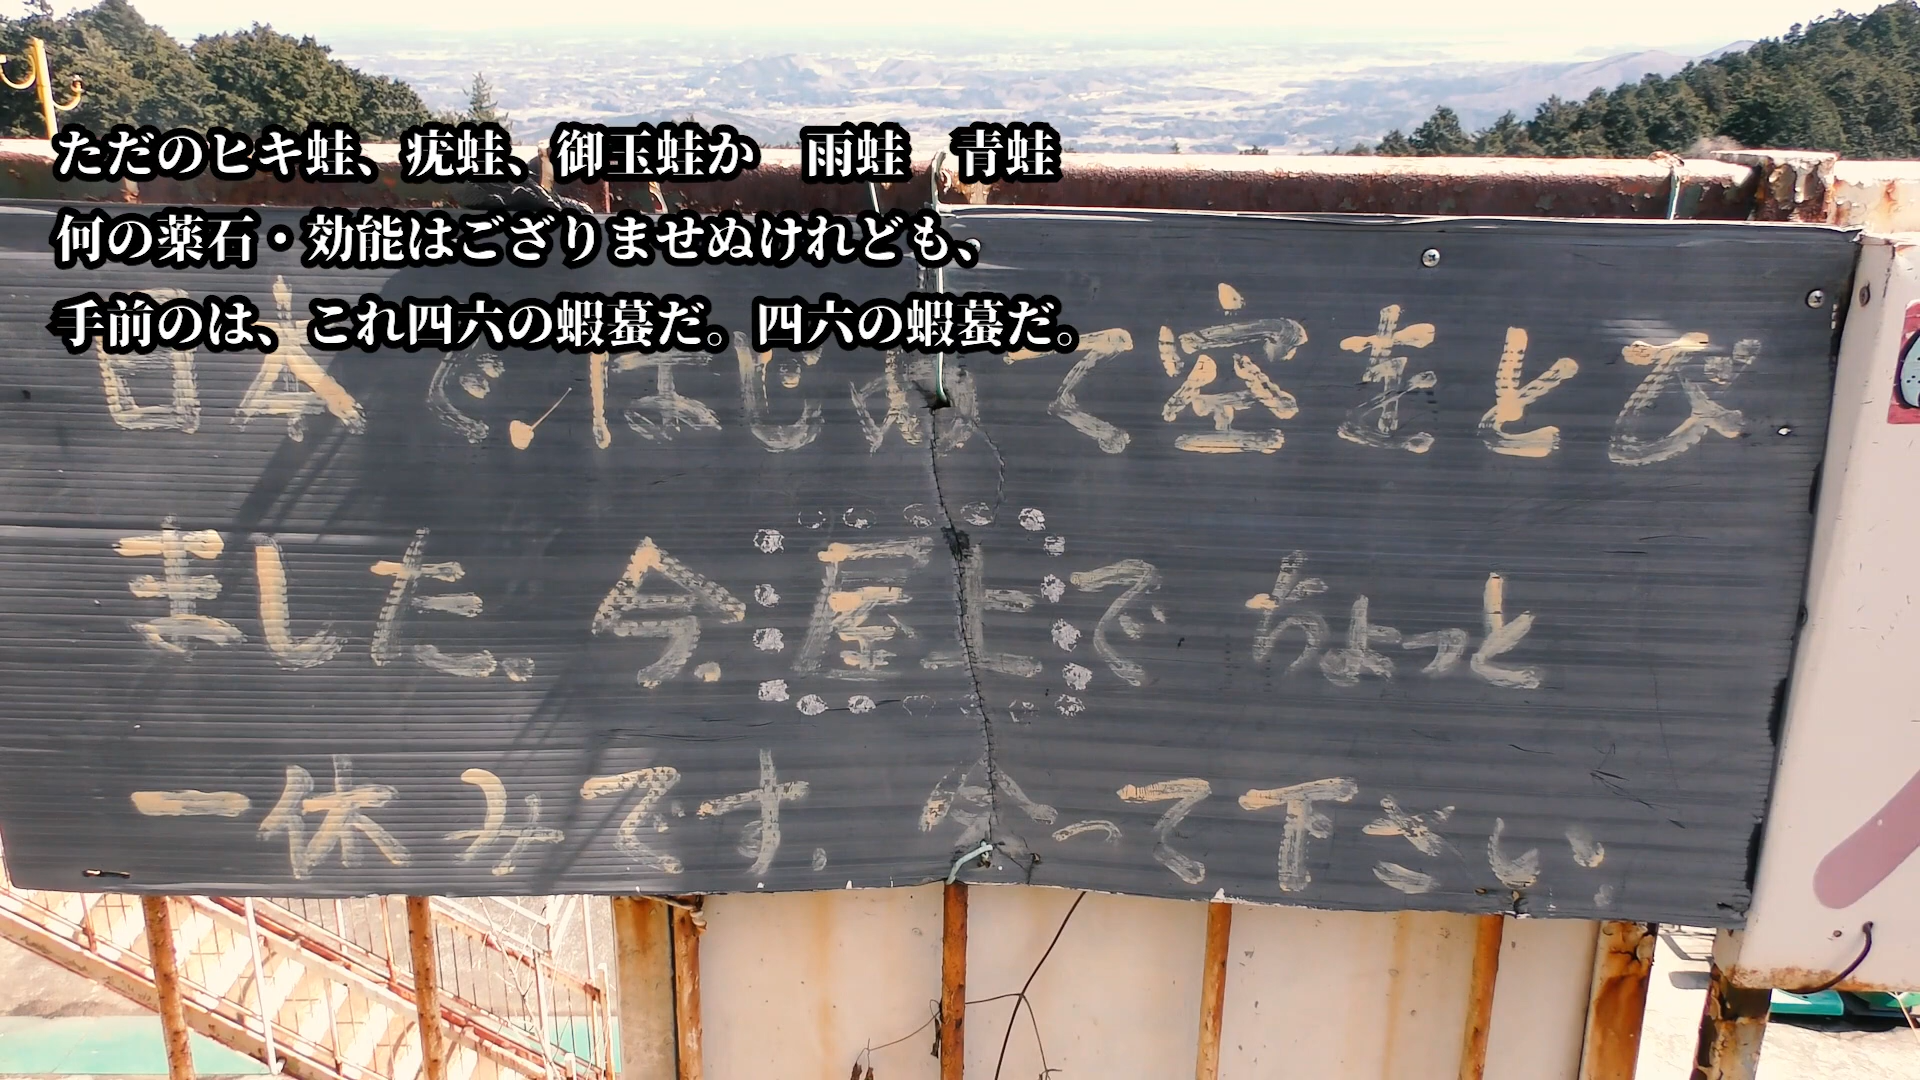 ただのヒキ蛙、疣蛙、御玉蛙か　雨蛙　青蛙
何の薬石・効能はござりませぬけれども、
手前のは、これ四六の蝦蟇だ。四六の蝦蟇だ。
日本で、はじめて空をとび
ました。今、屋上で ちょっと
一休みです。会って下さい。